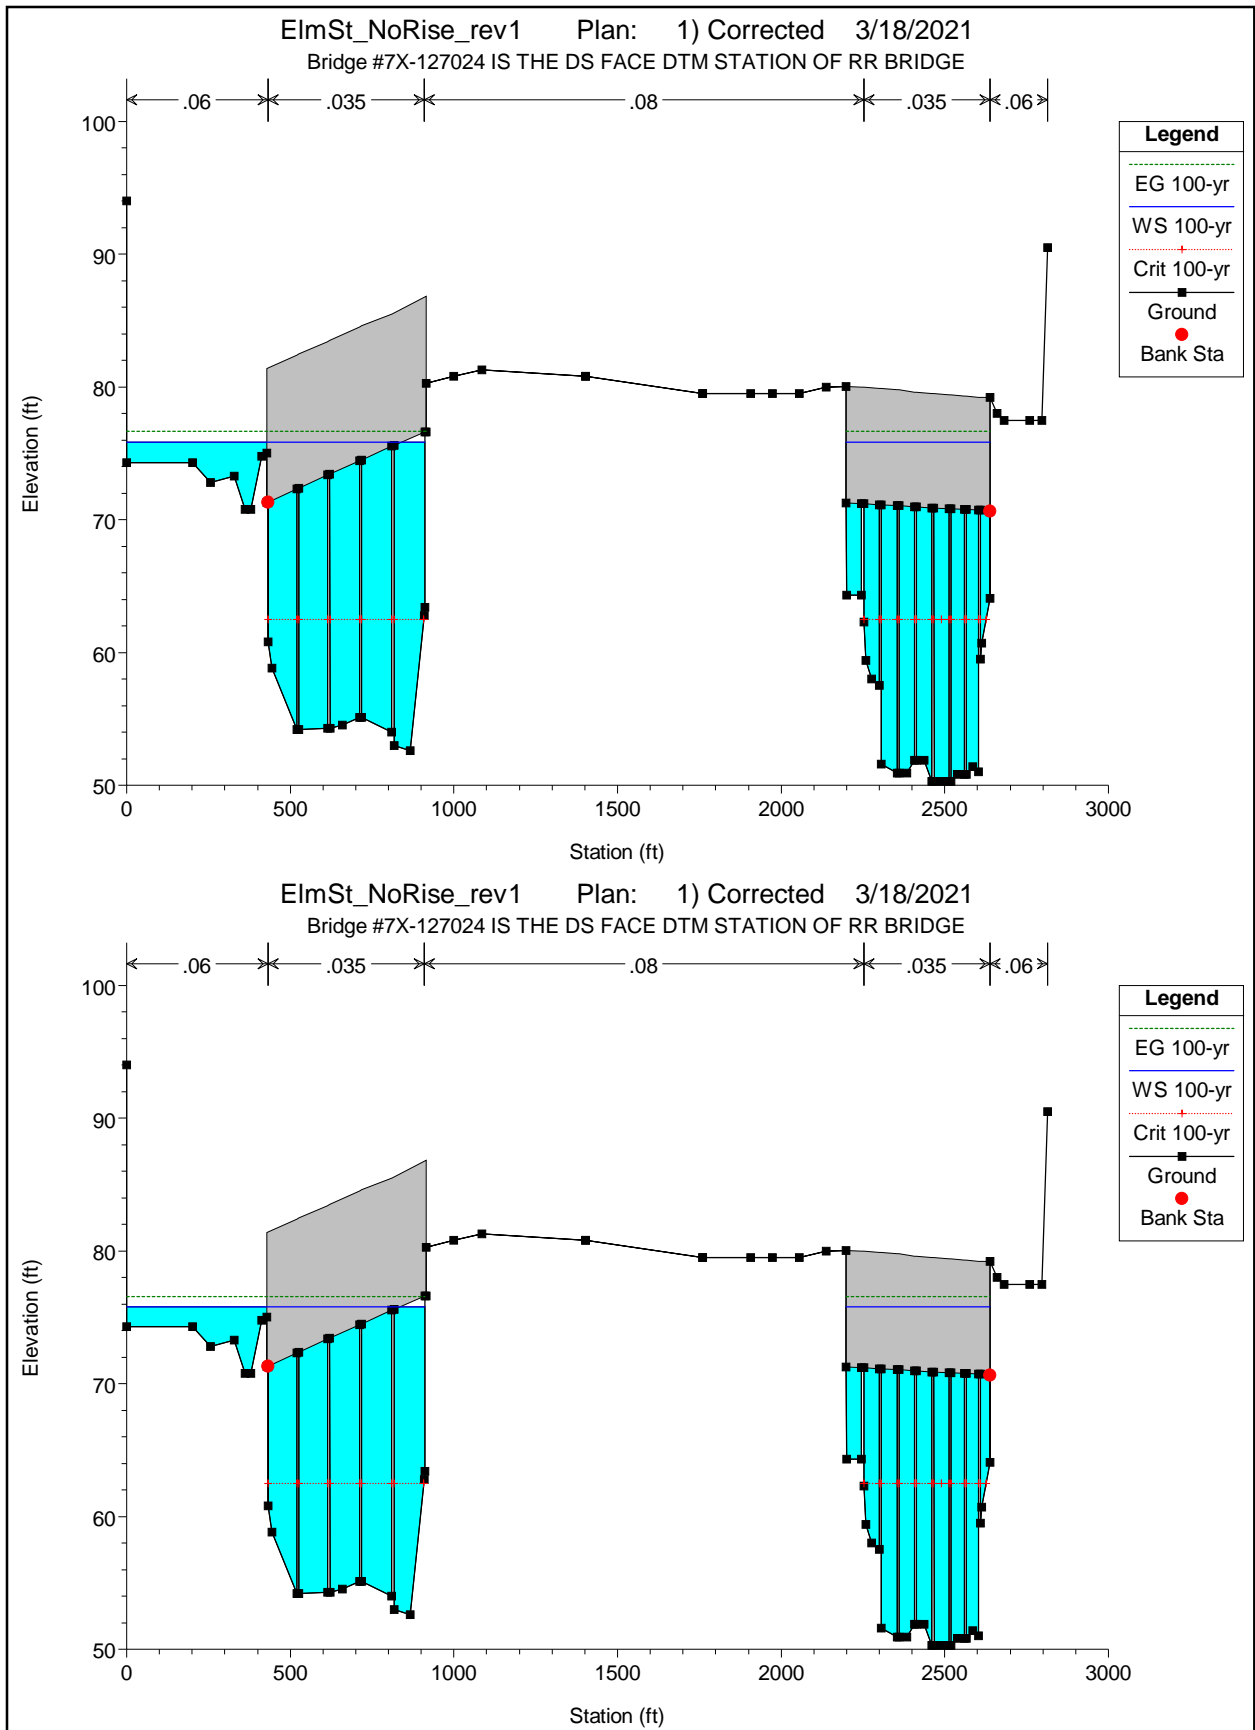 ElmSt_NoRise_rev1 Plan: 1) Corrected 3/18/2021
Bridge #7X-127024 IS THE DS FACE DTM STATION OF RR BRIDGE
.06 .035 .08 .035 .06
Legend
EG 100-yr
WS 100-yr
Crit 100-yr
Ground
Bank Sta
100
90
80
70
60
50
Elevation (ft)
0 500 1000 1500 2000 2500 3000
Station (ft)
ElmSt_NoRise_rev1 Plan: 1) Corrected 3/18/2021
Bridge #7X-127024 IS THE DS FACE DTM STATION OF RR BRIDGE
.06 .035 .08 .035 .06
Legend
EG 100-yr
WS 100-yr
Crit 100-yr
Ground
Bank Sta
100
90
80
70
60
50
Elevation (ft)
0 500 1000 1500 2000 2500 3000
Station (ft)